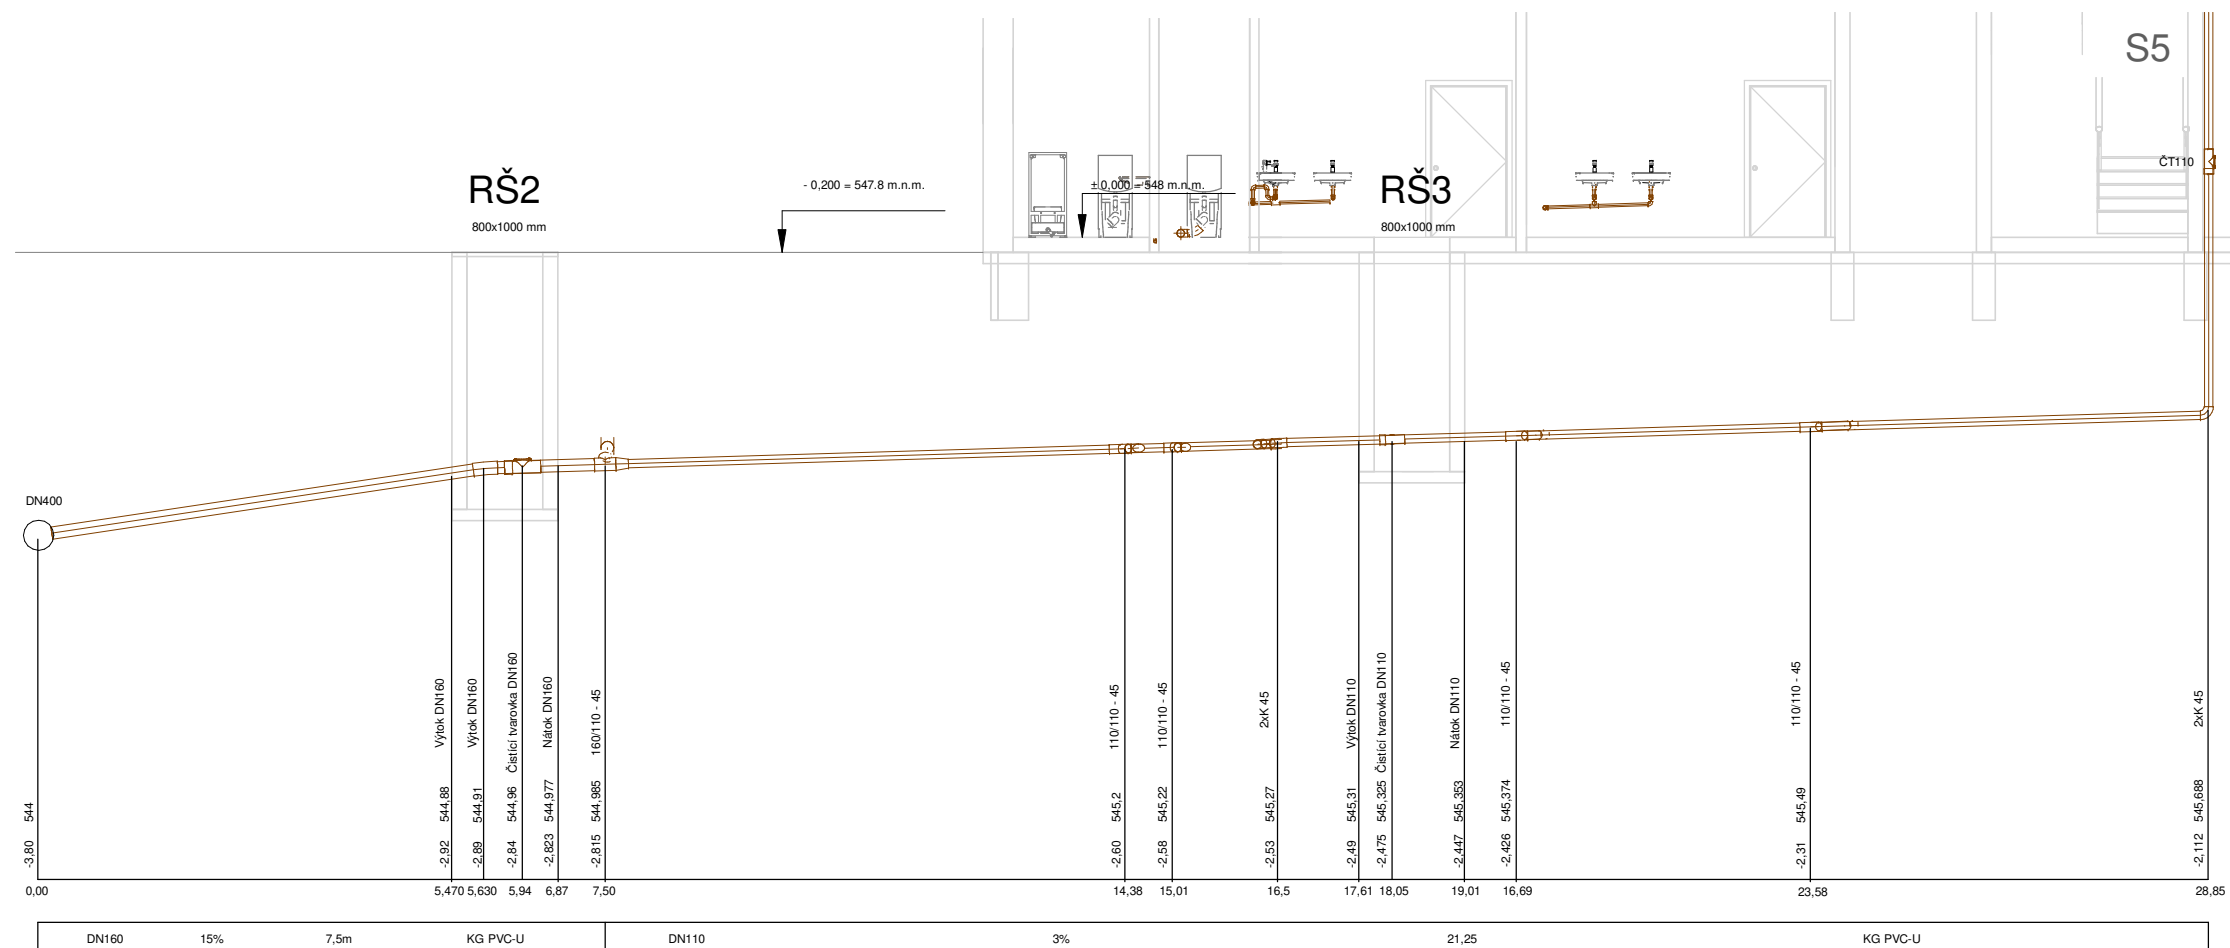 S5
ČT110
RŠ2
800x1000 mm
- 0,200 = 547.8 m.n.m.
± 0,000 = 548 m.n.m.
RŠ3
800x1000 mm
DN400
-3,80 544
-2,92 544,88 Výtok DN160
-2,89 544,91 Výtok DN160
-2,84 544,96 Čistící tvarovka DN160
-2,823 544,977 Nátok DN160
-2,815 544,985 160/110 - 45
-2,60 545,2 110/110 - 45
-2,58 545,22 110/110 - 45
-2,53 545,27 2xK 45
-2,49 545,31 Výtok DN110
-2,475 545,325 Čistící tvarovka DN110
-2,447 545,353 Nátok DN110
-2,426 545,374 110/110 - 45
-2,31 545,49 110/110 - 45
-2,112 545,688 2xK 45
0,00 5,470 5,630 5,94 6,87 7,50 14,38 15,01 16,5 17,61 18,05 19,01 16,69 23,58 28,85
DN160 15% 7,5m KG PVC-U DN110 3% 21,25 KG PVC-U